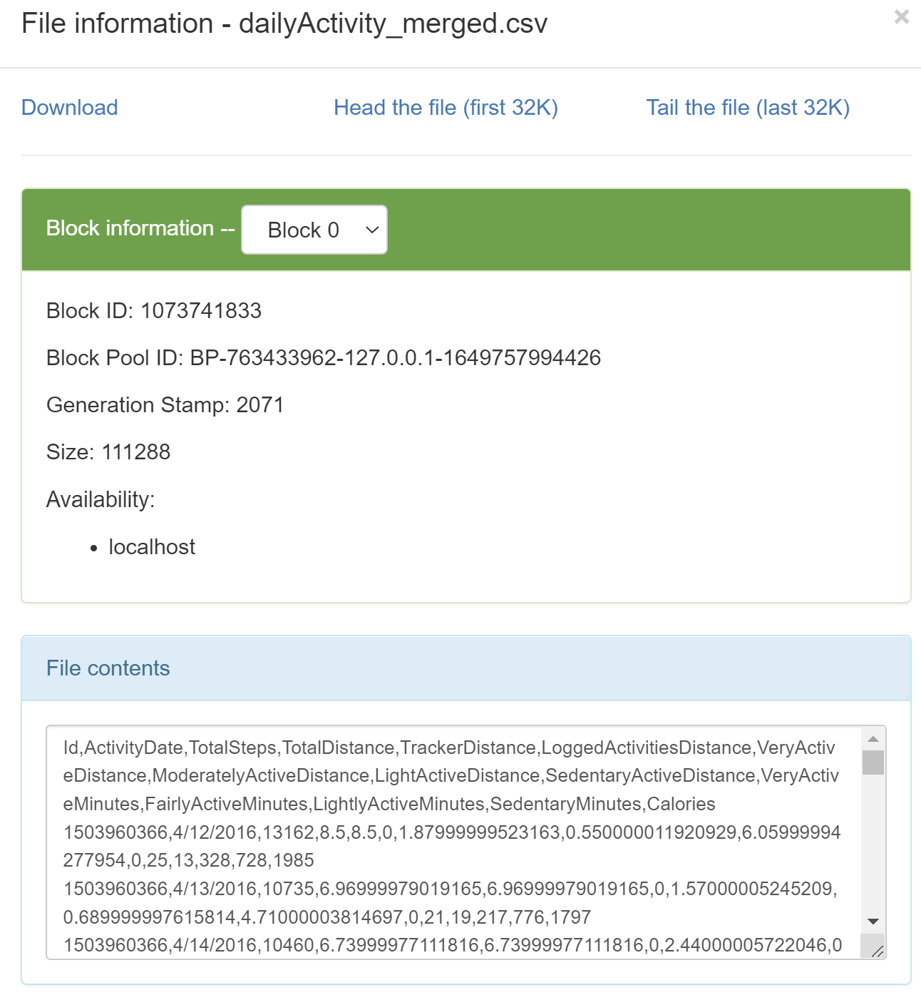 File information - dailyActivity_merged.csv
×
Download
Head the file (first 32K)
Tail the file (last 32K)
Block information --
Block 0
Block ID: 1073741833
Block Pool ID: BP-763433962-127.0.0.1-1649757994426
Generation Stamp: 2071
Size: 111288
Availability:
• localhost
File contents
Id,ActivityDate,TotalSteps,TotalDistance,TrackerDistance,LoggedActivitiesDistance,VeryActiv
eDistance,ModeratelyActiveDistance,LightActiveDistance,SedentaryActiveDistance,VeryActiv
eMinutes,FairlyActiveMinutes,LightlyActiveMinutes,SedentaryMinutes,Calories
1503960366,4/12/2016,13162,8.5,8.5,0,1.87999999523163,0.550000011920929,6.05999994
277954,0,25,13,328,728,1985
1503960366,4/13/2016,10735,6.96999979019165,6.96999979019165,0,1.57000005245209,
0.689999997615814,4.71000003814697,0,21,19,217,776,1797
1503960366,4/14/2016,10460,6.73999977111816,6.73999977111816,0,2.44000005722046,0